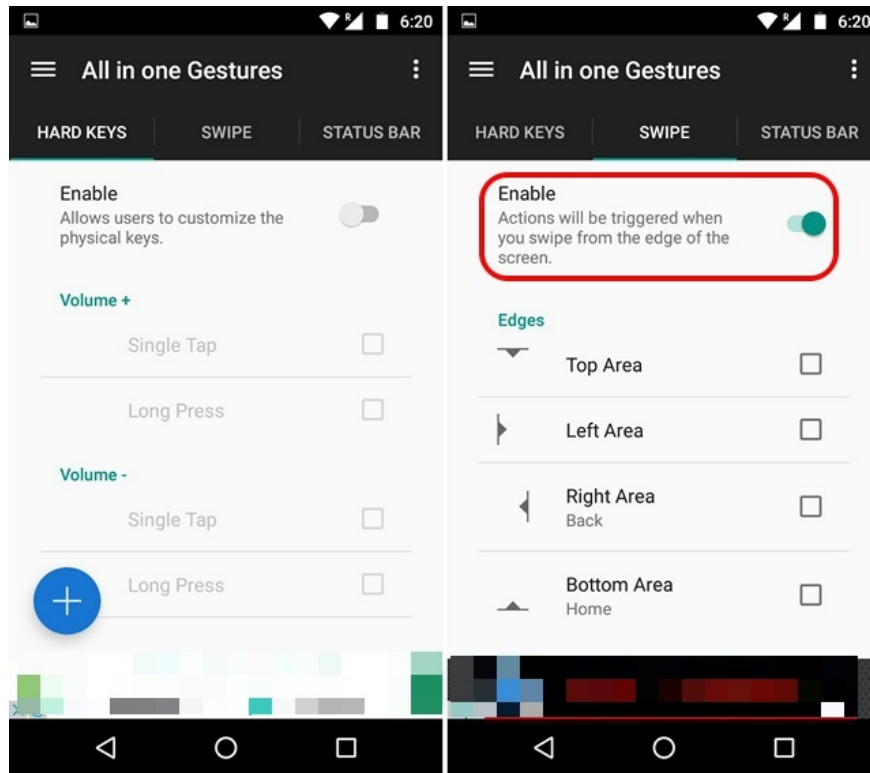 R 6:20
All in one Gestures
HARD KEYS SWIPE STATUS BAR
Enable
Allows users to customize the
physical keys.
Volume +
Single Tap
Long Press
Volume -
Single Tap
Long Press
R 6:20
All in one Gestures
HARD KEYS SWIPE STATUS BAR
Enable
Actions will be triggered when
you swipe from the edge of the
screen.
Edges
Top Area
Left Area
Right Area
Back
Bottom Area
Home